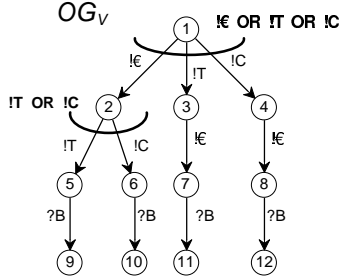 OG_V
!€ OR !T OR !C
1
!€ !T !C
!T OR !C
2 3 4
!T !C !€ !€
5 6 7 8
?B ?B ?B ?B
9 10 11 12